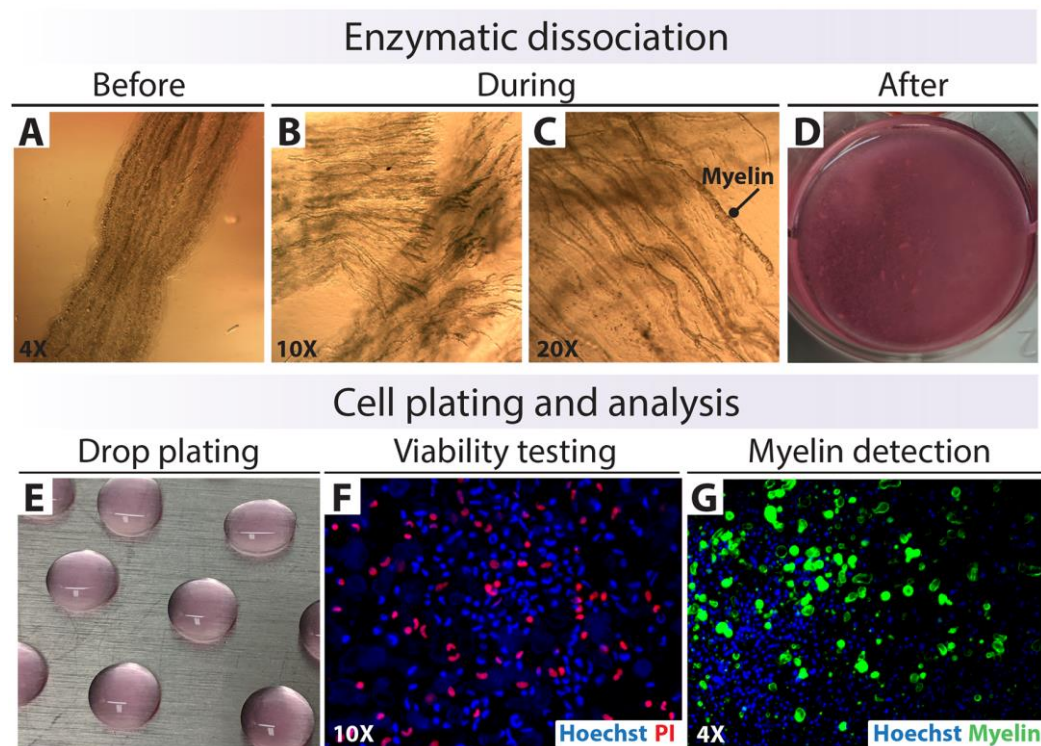 Enzymatic dissociation
Before During After
A B C D
Myelin
4X 10X 20X
Cell plating and analysis
Drop plating Viability testing Myelin detection
E F G
10X Hoechst PI 4X Hoechst Myelin